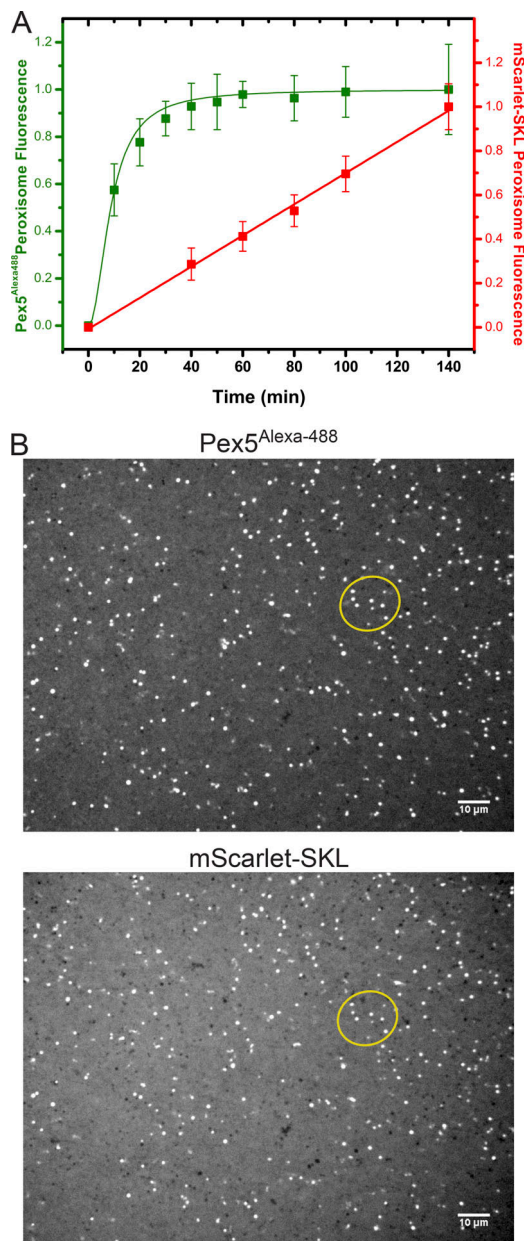 A
Pex5Alexa488Peroxisome Fluorescence
1.2
1.0
0.8
0.6
0.4
0.2
0.0
mScarlet-SKL Peroxisome Fluorescence
1.2
1.0
0.8
0.6
0.4
0.2
0.0
0 20 40 60 80 100 120 140
Time (min)
B
Pex5Alexa-488
10 µm
mScarlet-SKL
10 µm